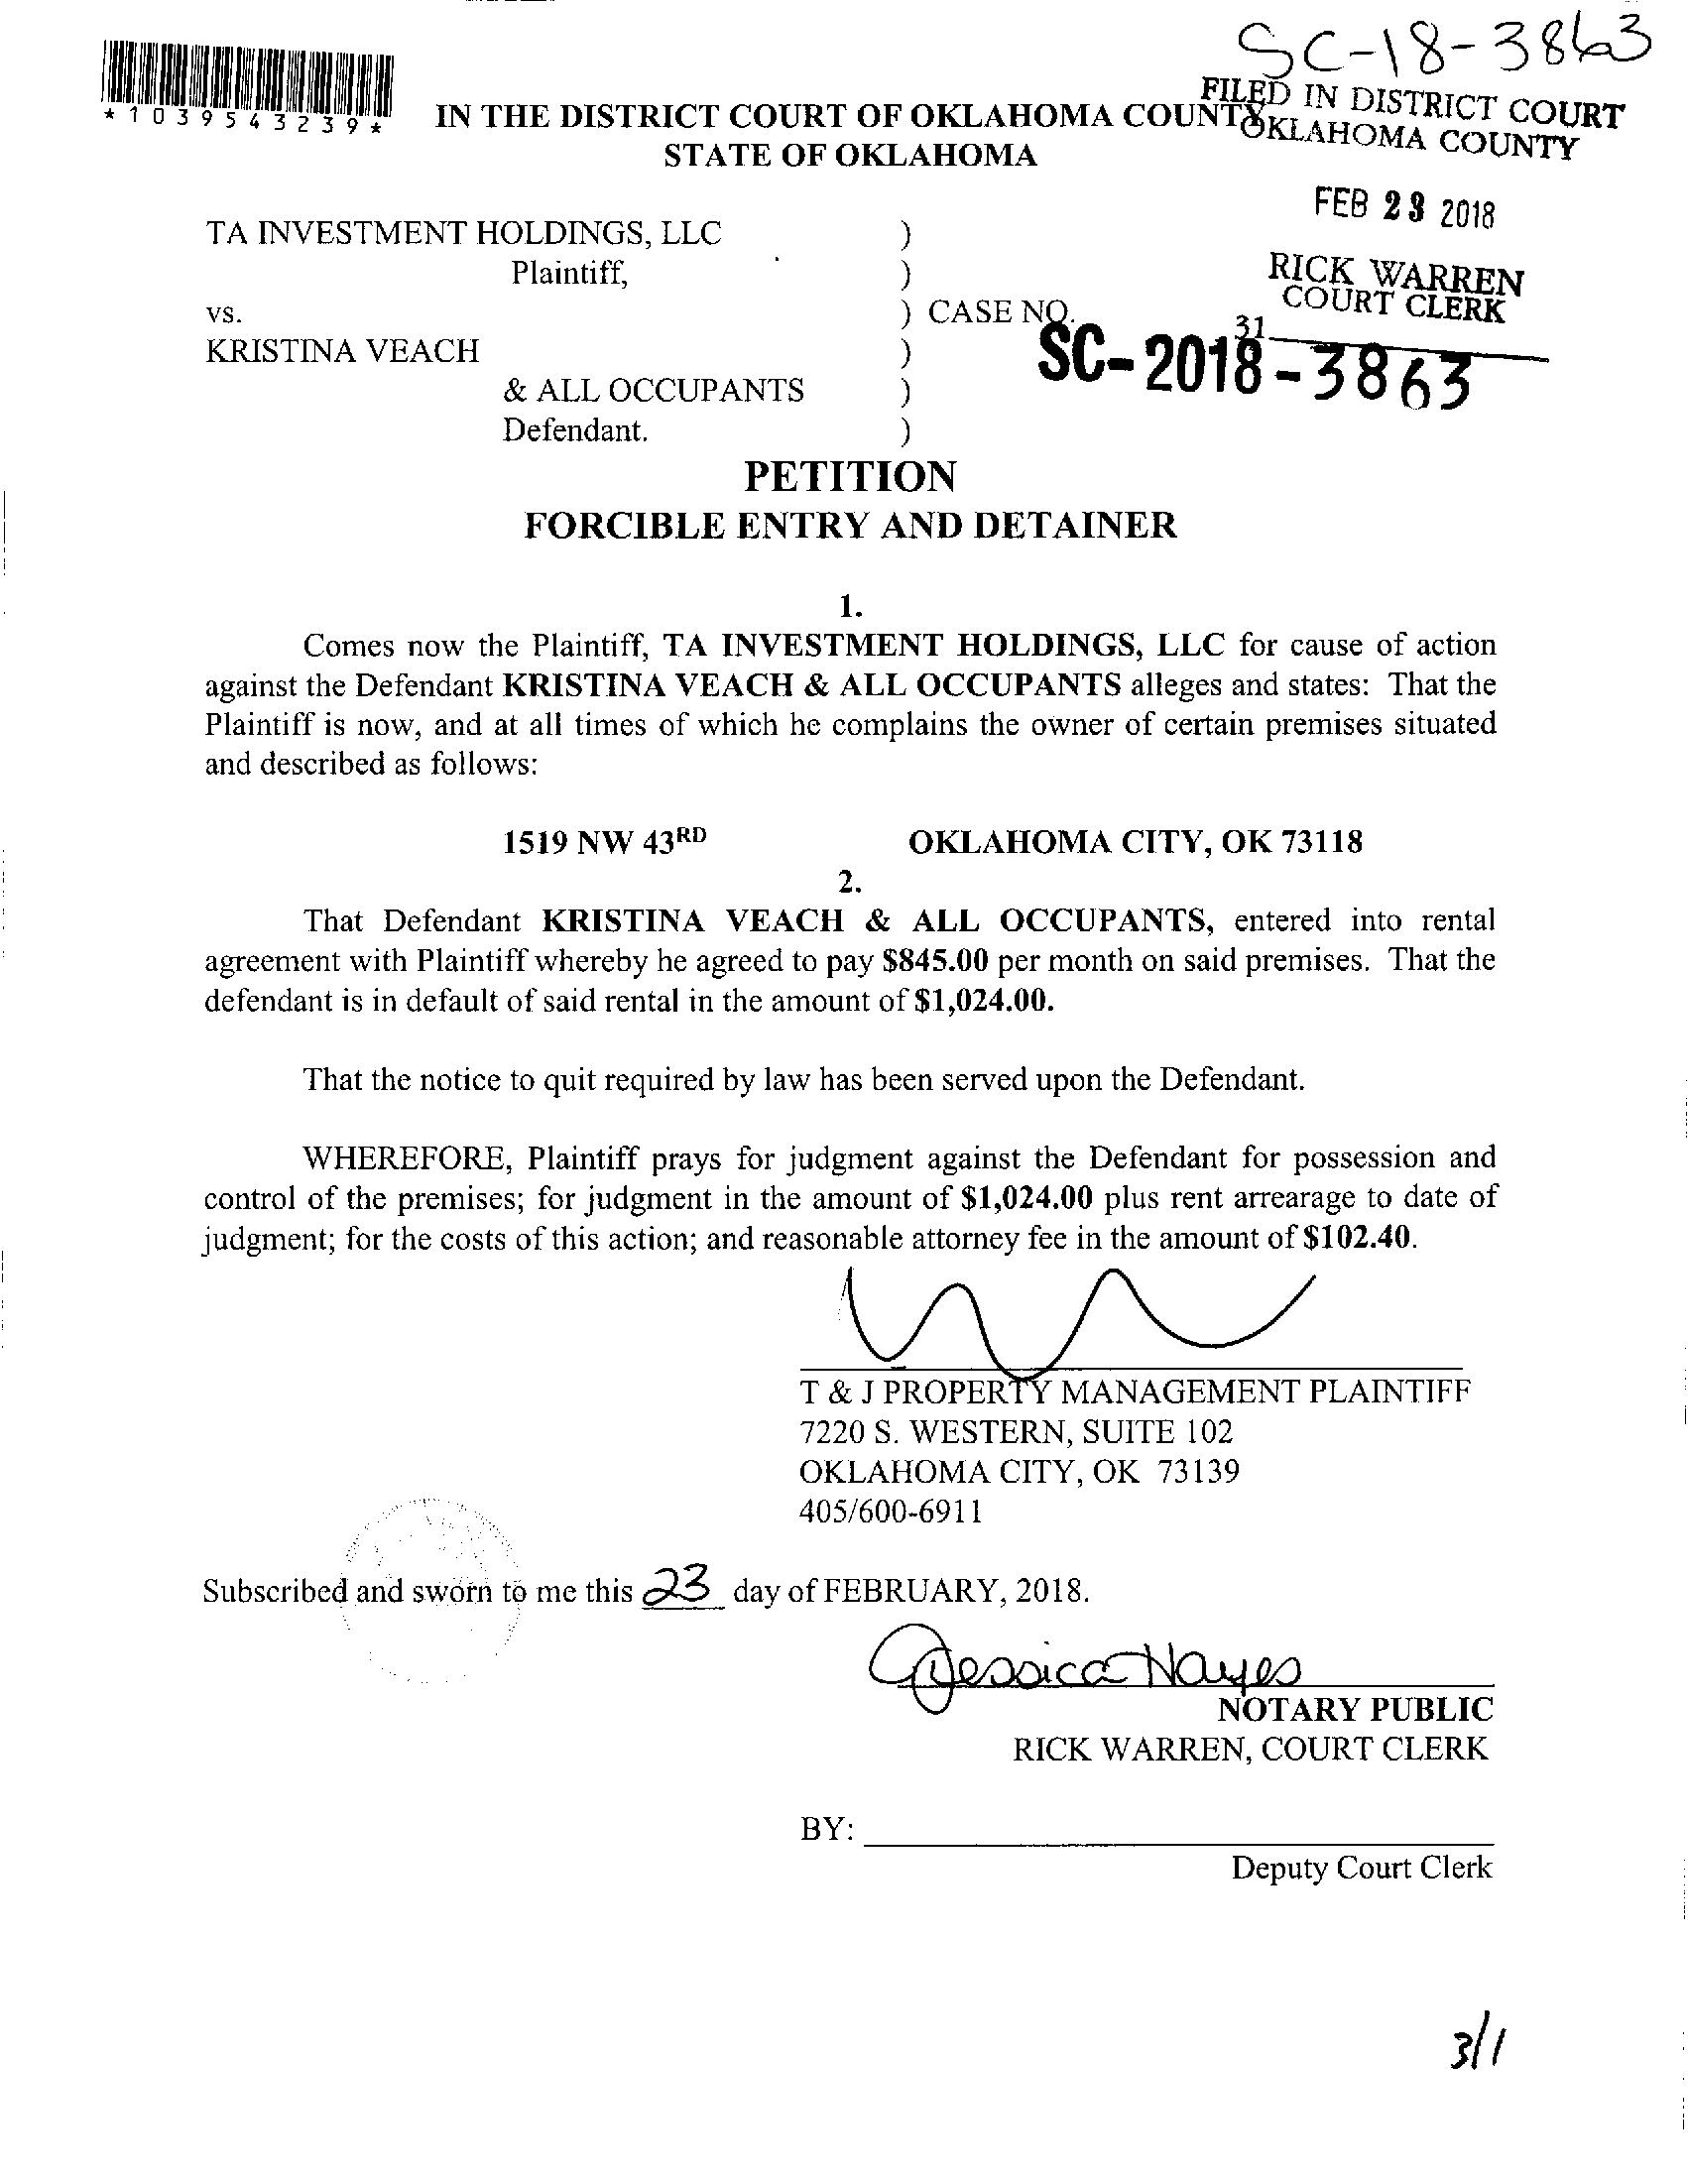 SC-18-3863
*1039543239*
FILED IN DISTRICT COURT
OKLAHOMA COUNTY
IN THE DISTRICT COURT OF OKLAHOMA COUNTY
STATE OF OKLAHOMA
FEB 23 2018
RICK WARREN
COURT CLERK
31
TA INVESTMENT HOLDINGS, LLC )
Plaintiff, )
vs. ) CASE NO.
KRISTINA VEACH ) SC-2018-3863
& ALL OCCUPANTS )
Defendant. )
PETITION
FORCIBLE ENTRY AND DETAINER
1.
Comes now the Plaintiff, TA INVESTMENT HOLDINGS, LLC for cause of action
against the Defendant KRISTINA VEACH & ALL OCCUPANTS alleges and states: That the
Plaintiff is now, and at all times of which he complains the owner of certain premises situated
and described as follows:
1519 NW 43RD OKLAHOMA CITY, OK 73118
2.
That Defendant KRISTINA VEACH & ALL OCCUPANTS, entered into rental
agreement with Plaintiff whereby he agreed to pay $845.00 per month on said premises. That the
defendant is in default of said rental in the amount of $1,024.00.
That the notice to quit required by law has been served upon the Defendant.
WHEREFORE, Plaintiff prays for judgment against the Defendant for possession and
control of the premises; for judgment in the amount of $1,024.00 plus rent arrearage to date of
judgment; for the costs of this action; and reasonable attorney fee in the amount of $102.40.
T & J PROPERTY MANAGEMENT PLAINTIFF
7220 S. WESTERN, SUITE 102
OKLAHOMA CITY, OK 73139
405/600-6911
Subscribed and sworn to me this 23 day of FEBRUARY, 2018.
Jessica Hayes
NOTARY PUBLIC
RICK WARREN, COURT CLERK
BY:
Deputy Court Clerk
3/1